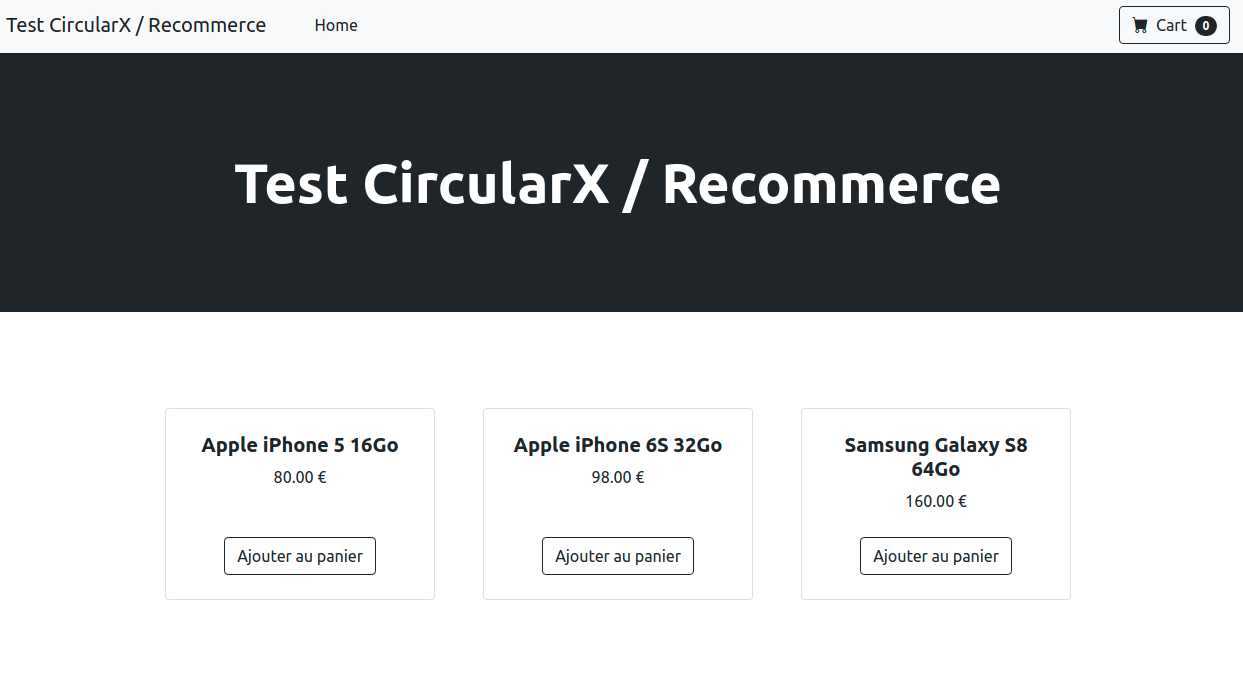 Test CircularX / Recommerce
Home
Cart 0
Test CircularX / Recommerce
Apple iPhone 5 16Go
80.00 €
Ajouter au panier
Apple iPhone 6S 32Go
98.00 €
Ajouter au panier
Samsung Galaxy S8
64Go
160.00 €
Ajouter au panier